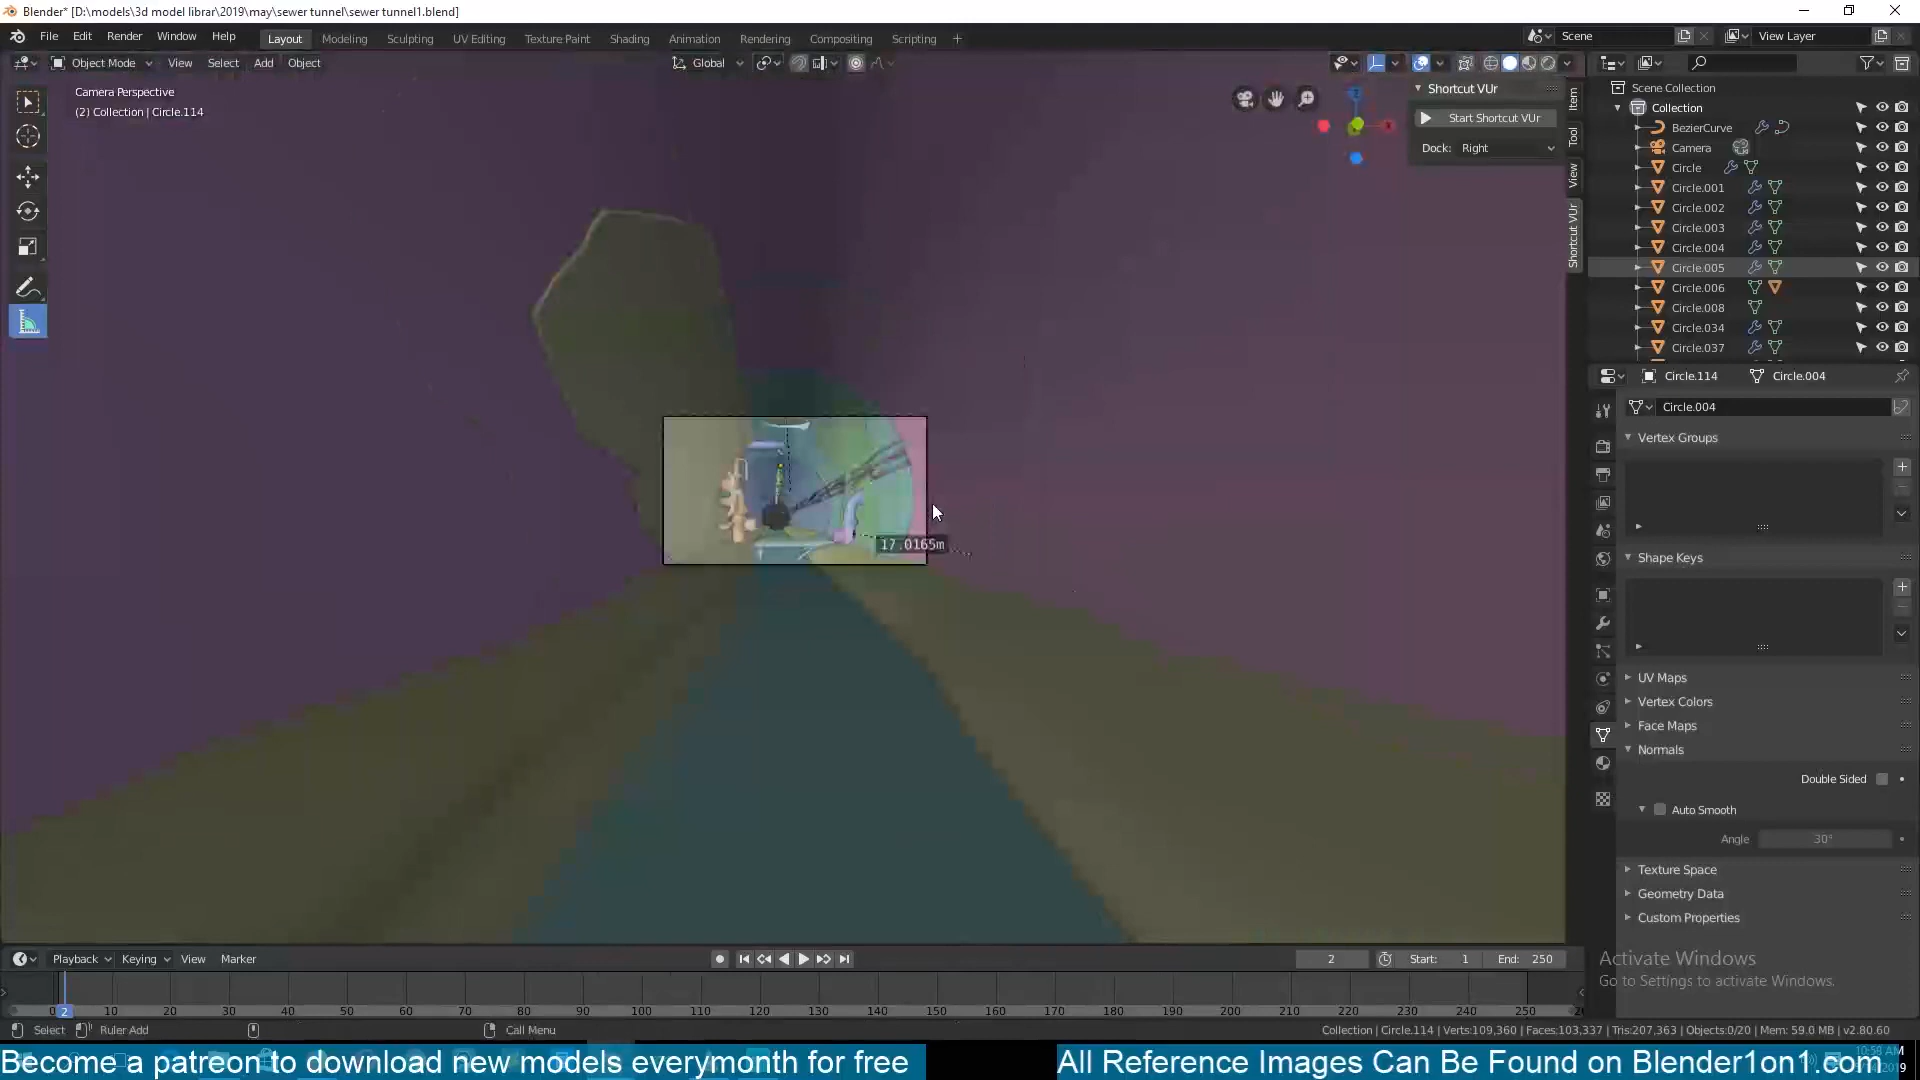 Blender* [D:\models\3d model librar\2019\may\sewer tunnel\sewer tunnel1.blend]
File Edit Render Window Help Layout Modeling Sculpting UV Editing Texture Paint Shading Animation Rendering Compositing Scripting + Scene View Layer
Object Mode View Select Add Object Global
Camera Perspective
(2) Collection | Circle.114
Shortcut VUr
Start Shortcut VUr
Dock: Right
Item
Tool
View
Shortcut VUr
Scene Collection
Collection
BezierCurve
Camera
Circle
Circle.001
Circle.002
Circle.003
Circle.004
Circle.005
Circle.006
Circle.008
Circle.034
Circle.037
Circle.114 Circle.004
Circle.004
Vertex Groups
Shape Keys
UV Maps
Vertex Colors
Face Maps
Normals
Double Sided
Auto Smooth
Angle 30°
Texture Space
Geometry Data
Custom Properties
17.0165m
Activate Windows
Go to Settings to activate Windows.
Playback Keying View Marker 2 Start: 1 End: 250
0 2 10 20 30 40 50 60 70 80 90 100 110 120 130 140 150 160 170 180 190 200 210 220 230 240 250
Select Ruler Add Call Menu Collection | Circle.114 | Verts:109,360 | Faces:103,337 | Tris:207,363 | Objects:0/20 | Mem: 59.0 MB | v2.80.60
Become a patreon to download new models everymonth for free
All Reference Images Can Be Found on Blender1on1.com
10:58 AM